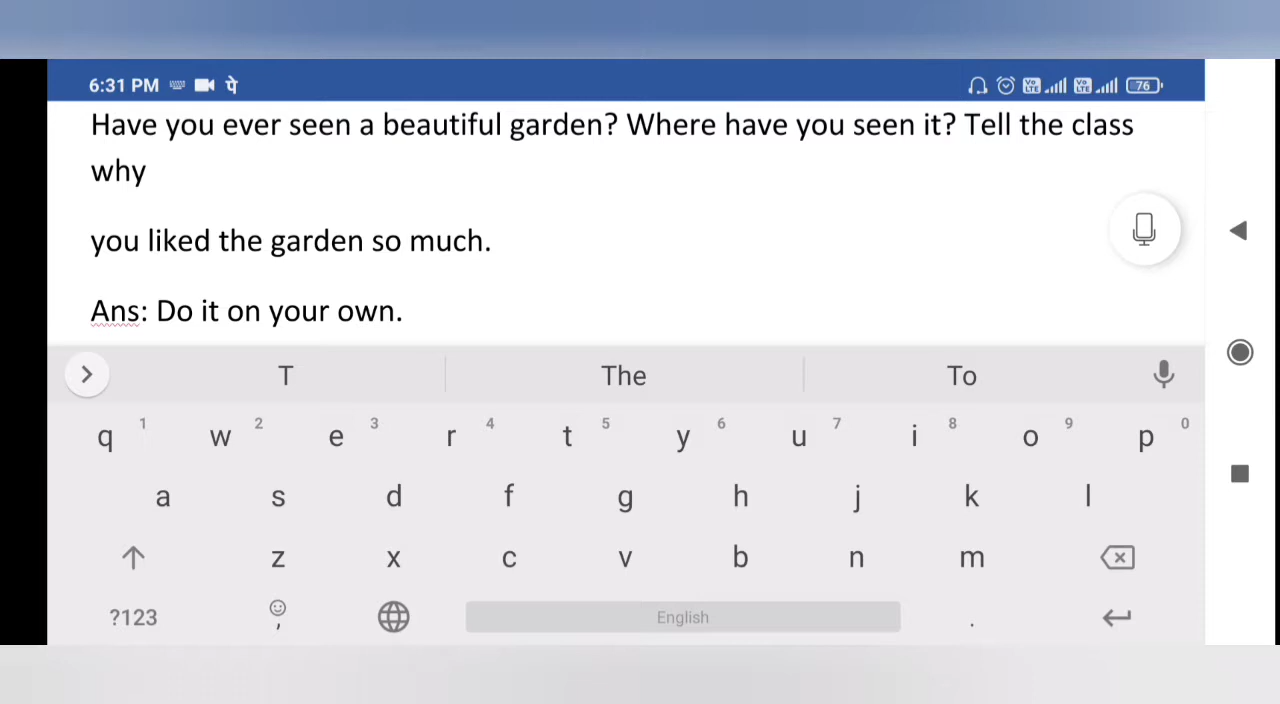 6:31 PM पे 76
Have you ever seen a beautiful garden? Where have you seen it? Tell the class
why
you liked the garden so much.
Ans: Do it on your own.
T The To
q 1 w 2 e 3 r 4 t 5 y 6 u 7 i 8 o 9 p 0
a s d f g h j k l
z x c v b n m
?123 , English .